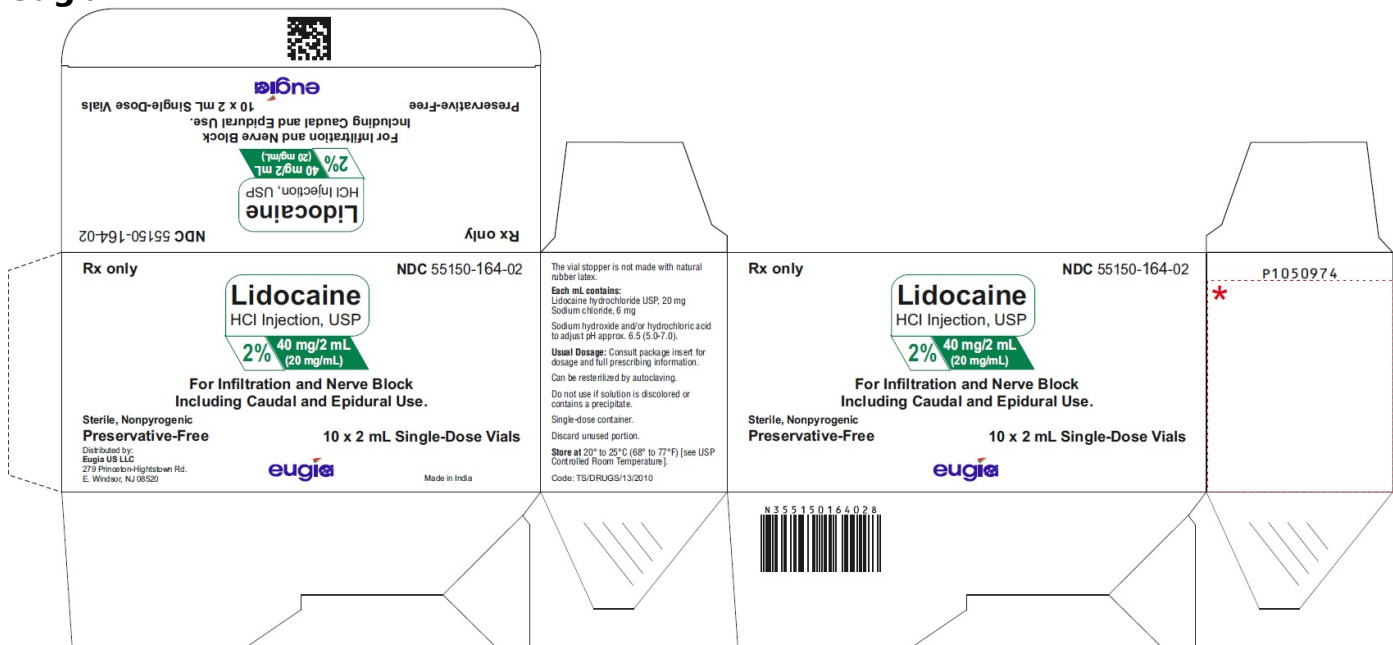 eugia
Preservative-Free 10 x 2 mL Single-Dose Vials
Including Caudal and Epidural Use.
For Infiltration and Nerve Block
2% 40 mg/2 mL
(20 mg/mL)
HCl Injection, USP
Lidocaine
Rx only NDC 55150-164-02
Rx only NDC 55150-164-02
Lidocaine
HCl Injection, USP
2% 40 mg/2 mL
(20 mg/mL)
For Infiltration and Nerve Block
Including Caudal and Epidural Use.
Sterile, Nonpyrogenic
Preservative-Free 10 x 2 mL Single-Dose Vials
Distributed by:
Eugia US LLC
279 Princeton-Hightstown Rd.
E. Windsor, NJ 08520
eugia
Made in India
The vial stopper is not made with natural
rubber latex.
Each mL contains:
Lidocaine hydrochloride USP, 20 mg
Sodium chloride, 6 mg
Sodium hydroxide and/or hydrochloric acid
to adjust pH approx. 6.5 (5.0-7.0).
Usual Dosage: Consult package insert for
dosage and full prescribing information.
Can be resterilized by autoclaving.
Do not use if solution is discolored or
contains a precipitate.
Single-dose container.
Discard unused portion.
Store at 20° to 25°C (68° to 77°F) [see USP
Controlled Room Temperature].
Code: TS/DRUGS/13/2010
Rx only NDC 55150-164-02
Lidocaine
HCl Injection, USP
2% 40 mg/2 mL
(20 mg/mL)
For Infiltration and Nerve Block
Including Caudal and Epidural Use.
Sterile, Nonpyrogenic
Preservative-Free 10 x 2 mL Single-Dose Vials
eugia
N355150164028
P1050974
*